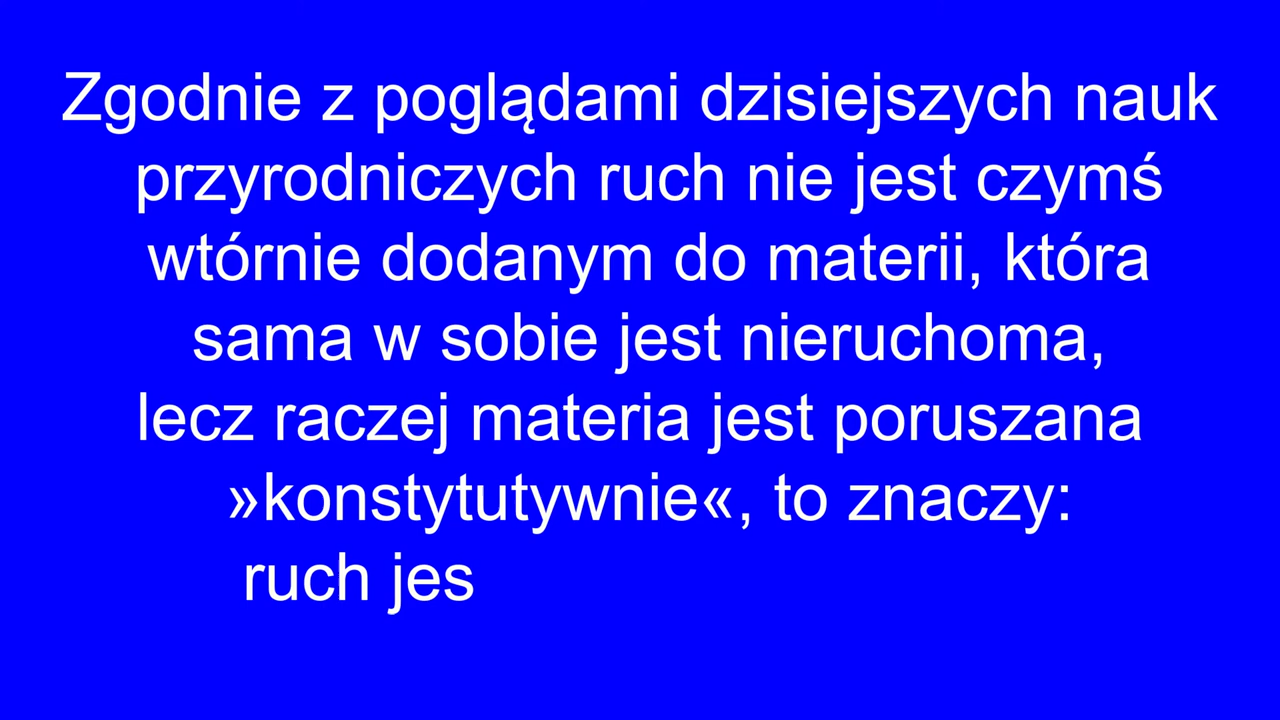 Zgodnie z poglądami dzisiejszych nauk
przyrodniczych ruch nie jest czymś
wtórnie dodanym do materii, która
sama w sobie jest nieruchoma,
lecz raczej materia jest poruszana
»konstytutywnie«, to znaczy:
ruch jes